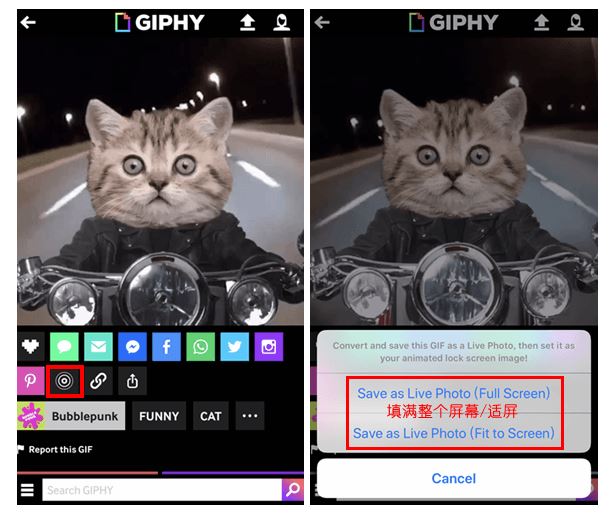 GIPHY
Bubblepunk
FUNNY
CAT
Report this GIF
Search GIPHY
GIPHY
Convert and save this GIF as a Live Photo, then set it as
your animated lock screen image!
Save as Live Photo (Full Screen)
填满整个屏幕/适屏
Save as Live Photo (Fit to Screen)
Cancel